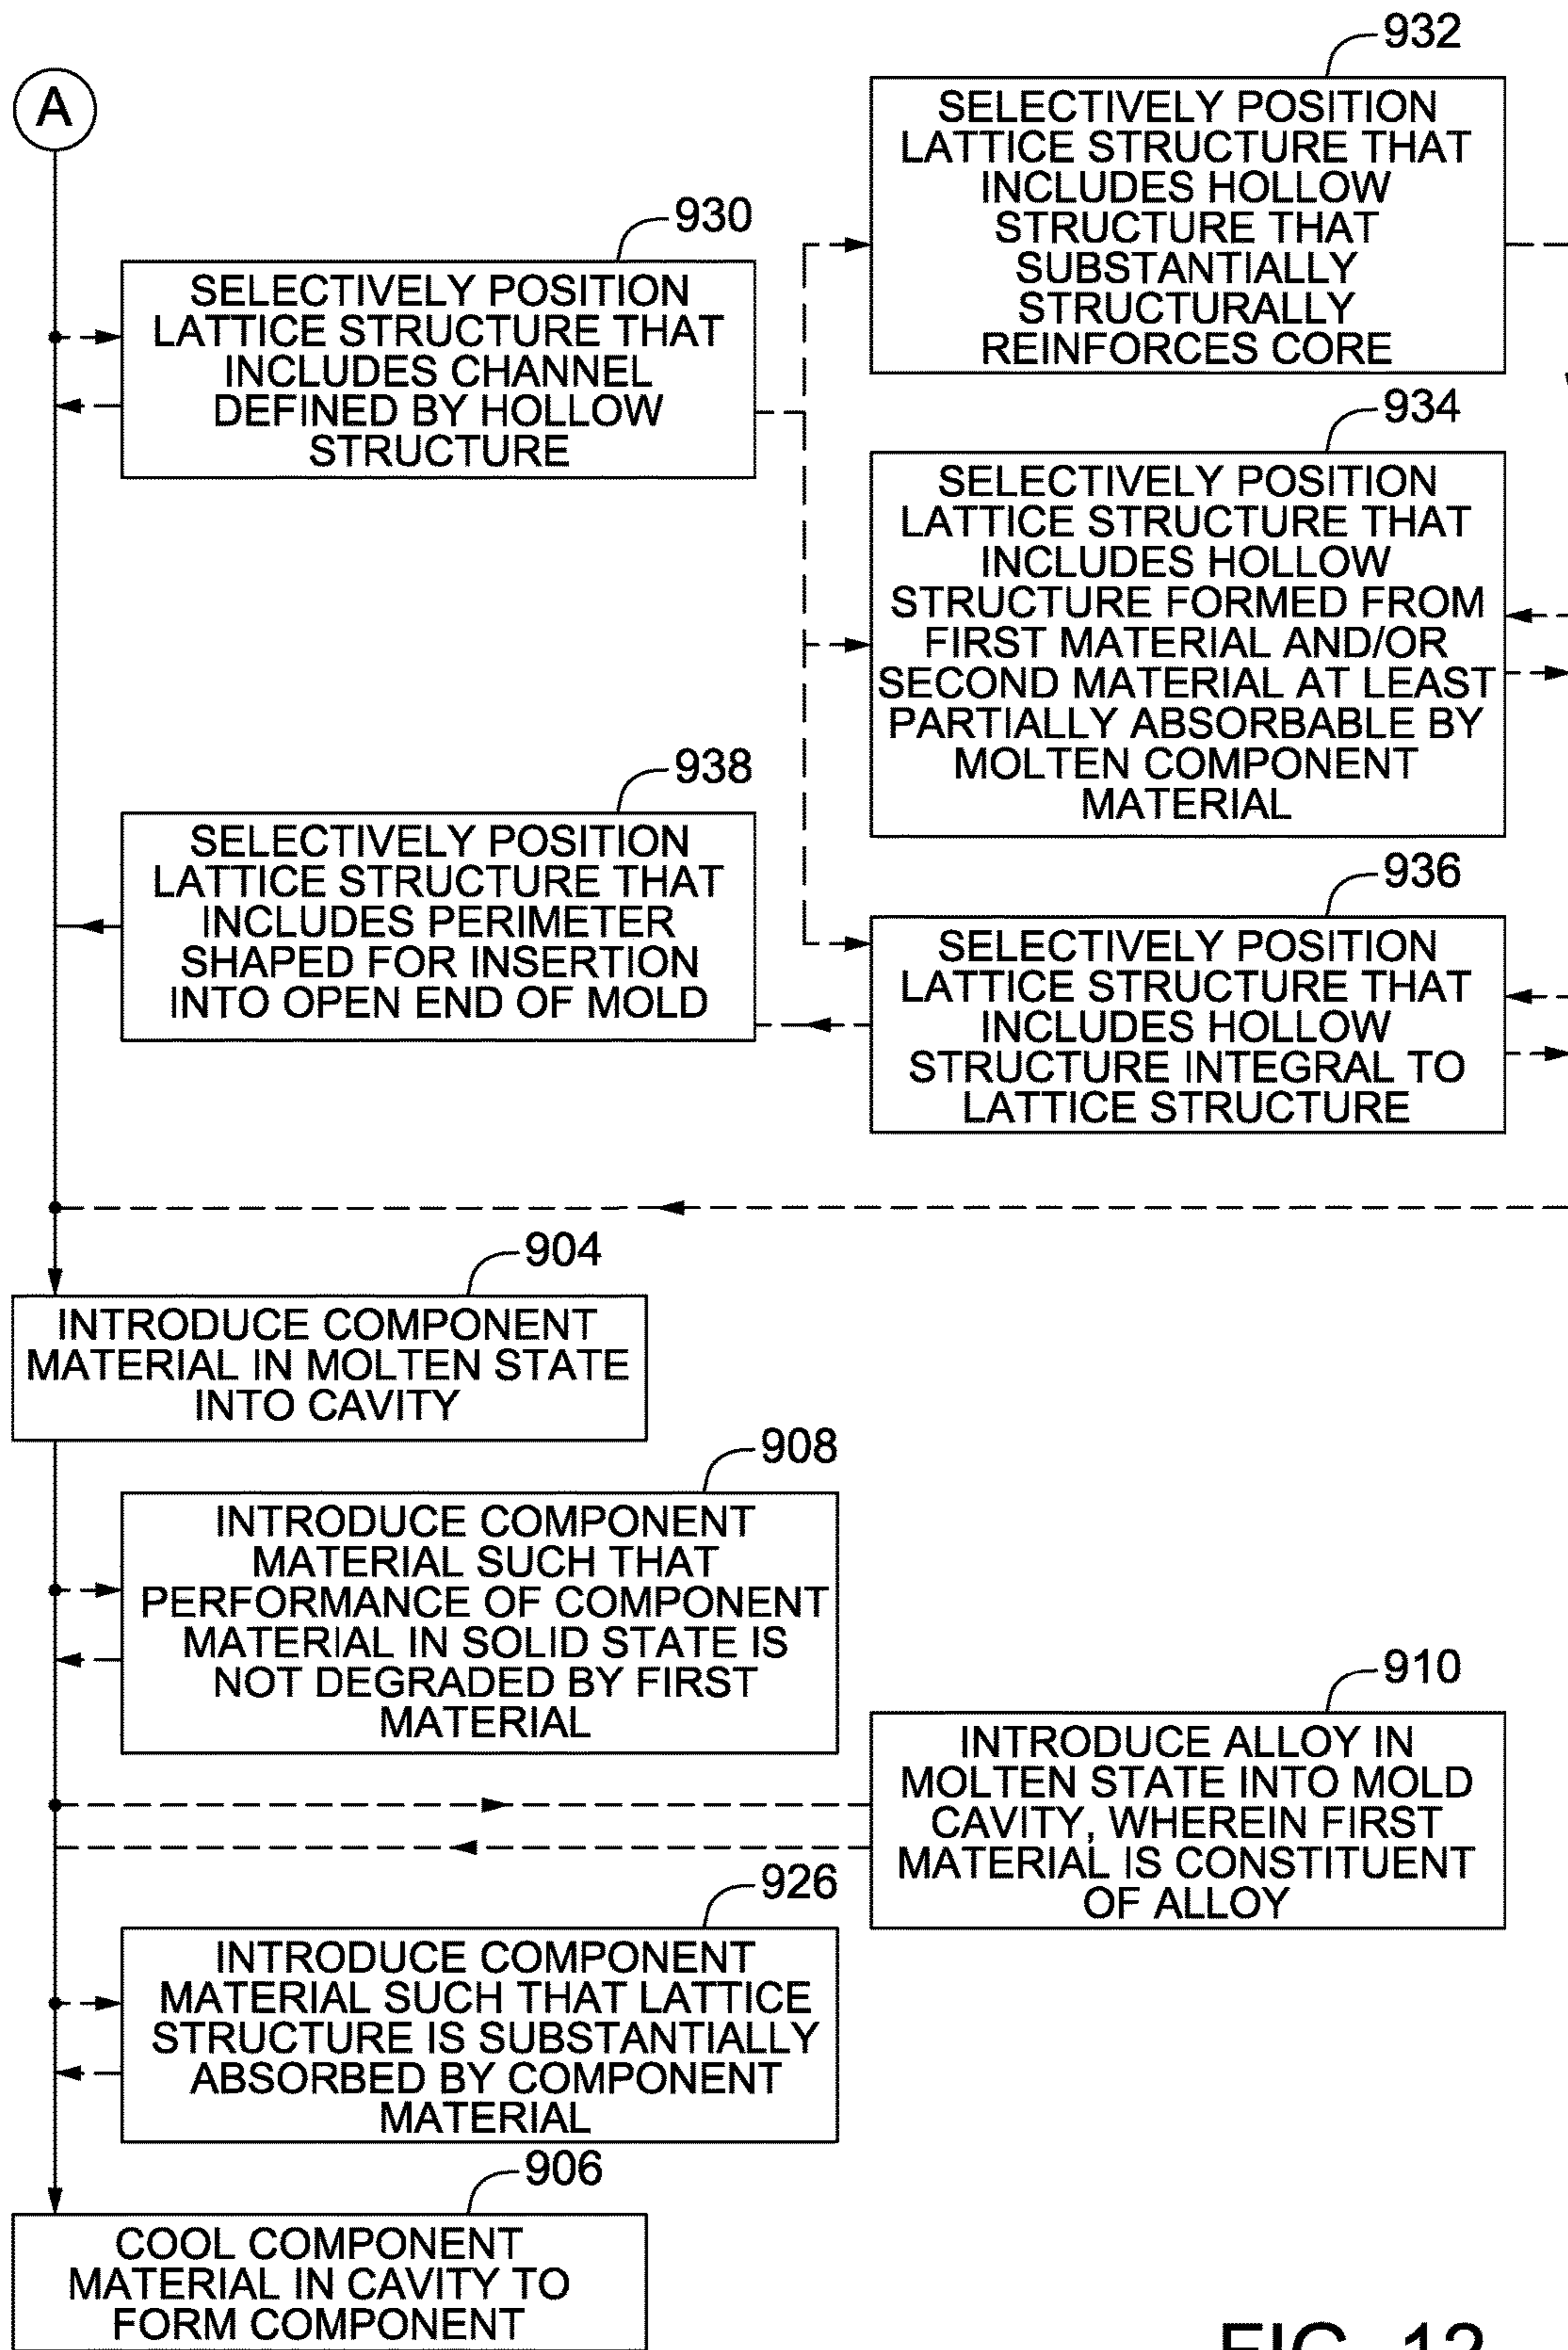 A
932
SELECTIVELY POSITION
LATTICE STRUCTURE THAT
INCLUDES HOLLOW
STRUCTURE THAT
SUBSTANTIALLY
STRUCTURALLY
REINFORCES CORE
930
SELECTIVELY POSITION
LATTICE STRUCTURE THAT
INCLUDES CHANNEL
DEFINED BY HOLLOW
STRUCTURE
934
SELECTIVELY POSITION
LATTICE STRUCTURE THAT
INCLUDES HOLLOW
STRUCTURE FORMED FROM
FIRST MATERIAL AND/OR
SECOND MATERIAL AT LEAST
PARTIALLY ABSORBABLE BY
MOLTEN COMPONENT
MATERIAL
938
SELECTIVELY POSITION
LATTICE STRUCTURE THAT
INCLUDES PERIMETER
SHAPED FOR INSERTION
INTO OPEN END OF MOLD
936
SELECTIVELY POSITION
LATTICE STRUCTURE THAT
INCLUDES HOLLOW
STRUCTURE INTEGRAL TO
LATTICE STRUCTURE
904
INTRODUCE COMPONENT
MATERIAL IN MOLTEN STATE
INTO CAVITY
908
INTRODUCE COMPONENT
MATERIAL SUCH THAT
PERFORMANCE OF COMPONENT
MATERIAL IN SOLID STATE IS
NOT DEGRADED BY FIRST
MATERIAL
910
INTRODUCE ALLOY IN
MOLTEN STATE INTO MOLD
CAVITY, WHEREIN FIRST
MATERIAL IS CONSTITUENT
OF ALLOY
926
INTRODUCE COMPONENT
MATERIAL SUCH THAT LATTICE
STRUCTURE IS SUBSTANTIALLY
ABSORBED BY COMPONENT
MATERIAL
906
COOL COMPONENT
MATERIAL IN CAVITY TO
FORM COMPONENT
FIG. 12